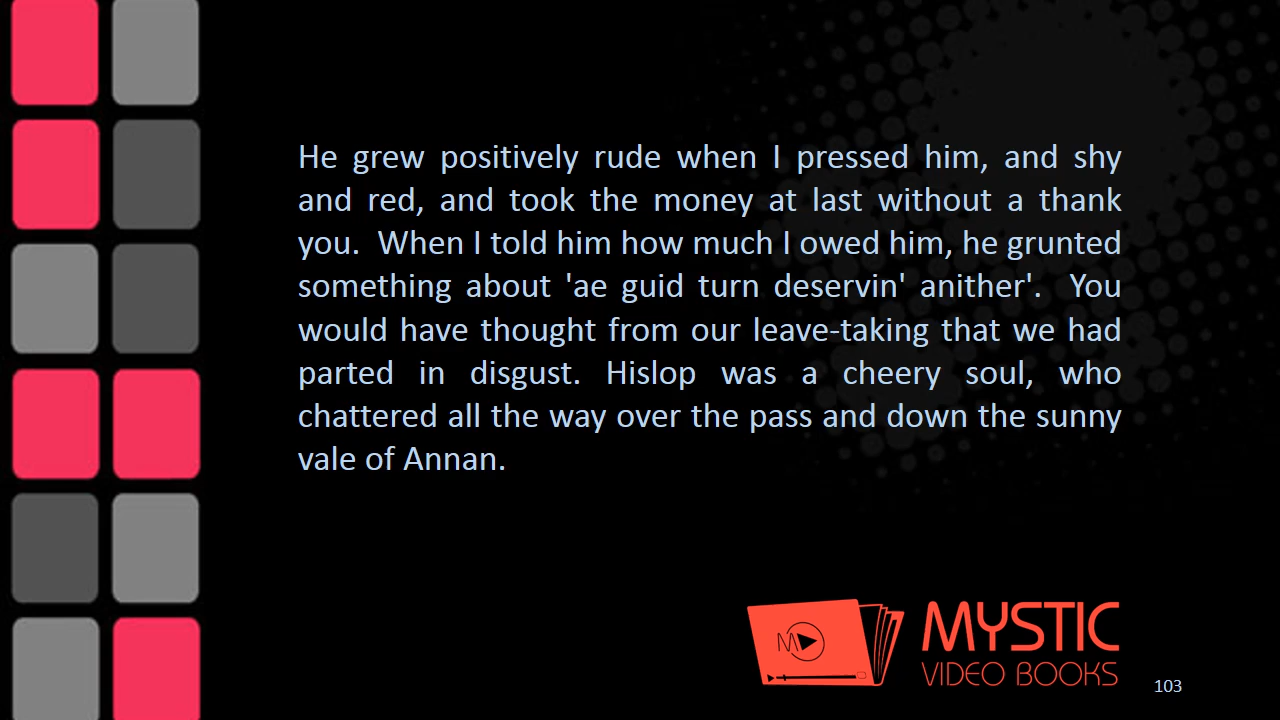 He grew positively rude when I pressed him, and shy
and red, and took the money at last without a thank
you.  When I told him how much I owed him, he grunted
something about 'ae guid turn deservin' anither'.  You
would have thought from our leave-taking that we had
parted in disgust. Hislop was a cheery soul, who
chattered all the way over the pass and down the sunny
vale of Annan.
M
MYSTIC
VIDEO BOOKS
103